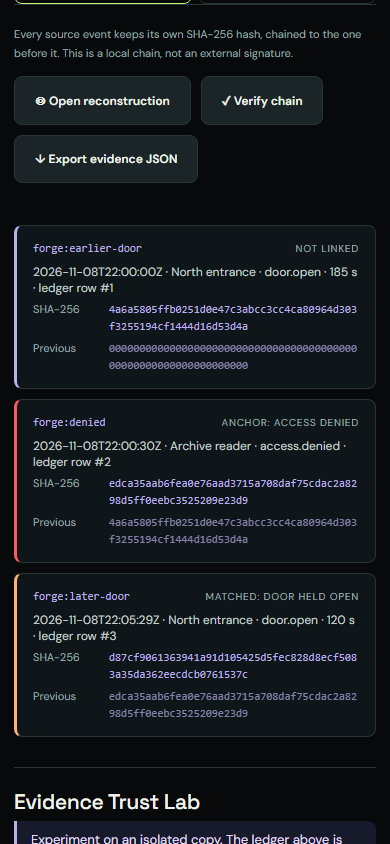 Every source event keeps its own SHA-256 hash, chained to the one
before it. This is a local chain, not an external signature.
Open reconstruction
✓ Verify chain
↓ Export evidence JSON
forge:earlier-door NOT LINKED
2026-11-08T22:00:00Z · North entrance · door.open · 185 s
· ledger row #1
SHA-256 4a6a5805ffb0251d0e47c3abcc3cc4ca80964d303
f3255194cf1444d16d53d4a
Previous 00000000000000000000000000000000000000000
00000000000000000000000
forge:denied ANCHOR: ACCESS DENIED
2026-11-08T22:00:30Z · Archive reader · access.denied ·
ledger row #2
SHA-256 edca35aab6fea0e76aad3715a708daf75cdac2a82
98d5ff0eebc3525209e23d9
Previous 4a6a5805ffb0251d0e47c3abcc3cc4ca80964d303
f3255194cf1444d16d53d4a
forge:later-door MATCHED: DOOR HELD OPEN
2026-11-08T22:05:29Z · North entrance · door.open · 120 s
· ledger row #3
SHA-256 d87cf9061363941a91d105425d5fec828d8ecf508
3a35da362eecdcb0761537c
Previous edca35aab6fea0e76aad3715a708daf75cdac2a82
98d5ff0eebc3525209e23d9
Evidence Trust Lab
Experiment on an isolated copy. The ledger above is